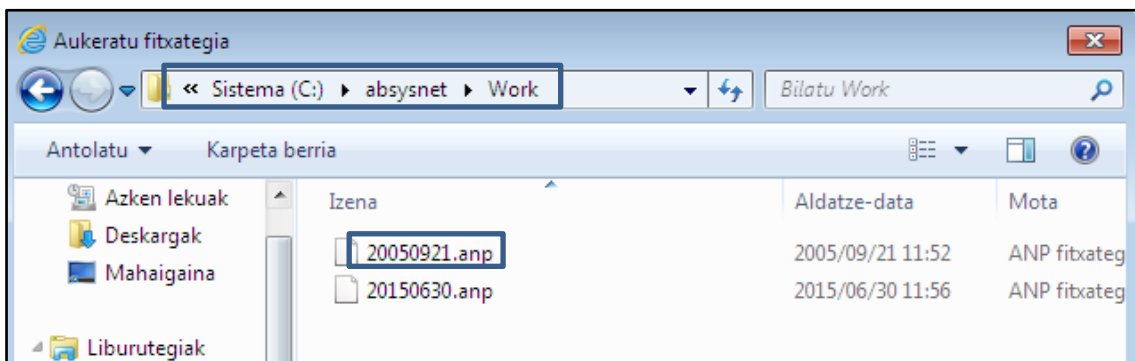 Aukeratu fitxategia
« Sistema (C:) ▸ absysnet ▸ Work
Bilatu Work
Antolatu
Karpeta berria
Azken lekuak
Deskargak
Mahaigaina
Liburutegiak
Izena
Aldatze-data
Mota
20050921.anp
2005/09/21 11:52
ANP fitxateg
20150630.anp
2015/06/30 11:56
ANP fitxateg